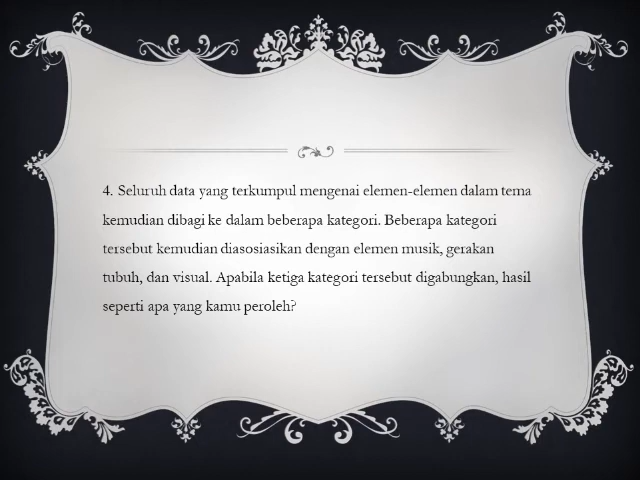 4. Seluruh data yang terkumpul mengenai elemen-elemen dalam tema
kemudian dibagi ke dalam beberapa kategori. Beberapa kategori
tersebut kemudian diasosiasikan dengan elemen musik, gerakan
tubuh, dan visual. Apabila ketiga kategori tersebut digabungkan, hasil
seperti apa yang kamu peroleh?